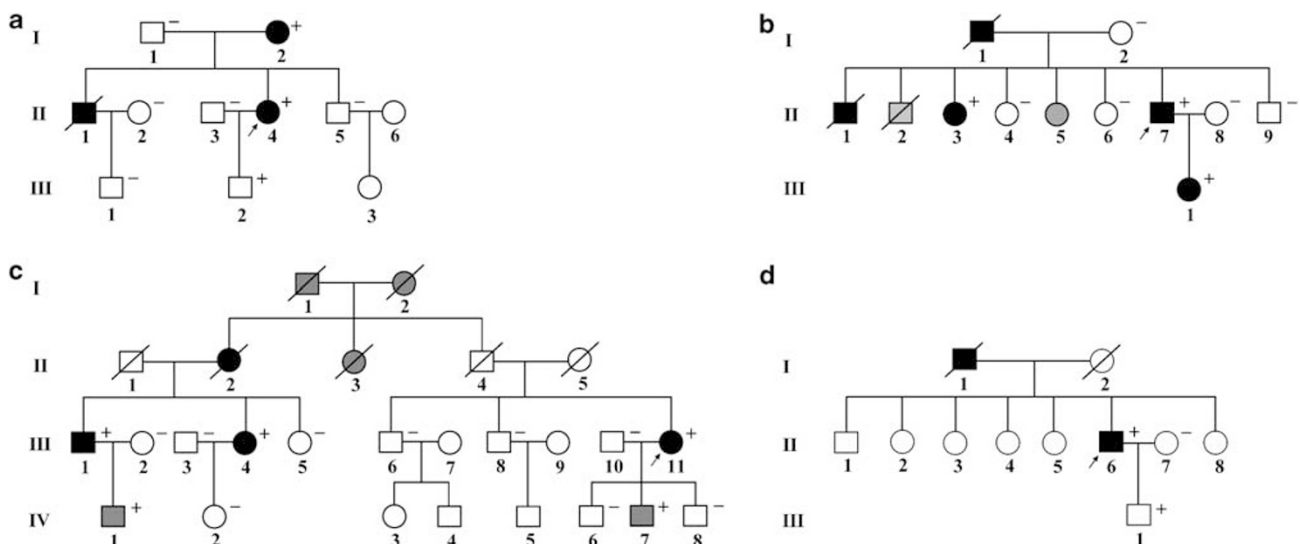 a
I − +
1 2
II − − + −
1 2 3 4 5 6
III − +
1 2 3
b
I −
1 2
II + − − + − −
1 2 3 4 5 6 7 8 9
III +
1
c
I
1 2
II
1 2 3 4 5
III + − − + − − − − +
1 2 3 4 5 6 7 8 9 10 11
IV + − − + −
1 2 3 4 5 6 7 8
d
I
1 2
II + −
1 2 3 4 5 6 7 8
III +
1